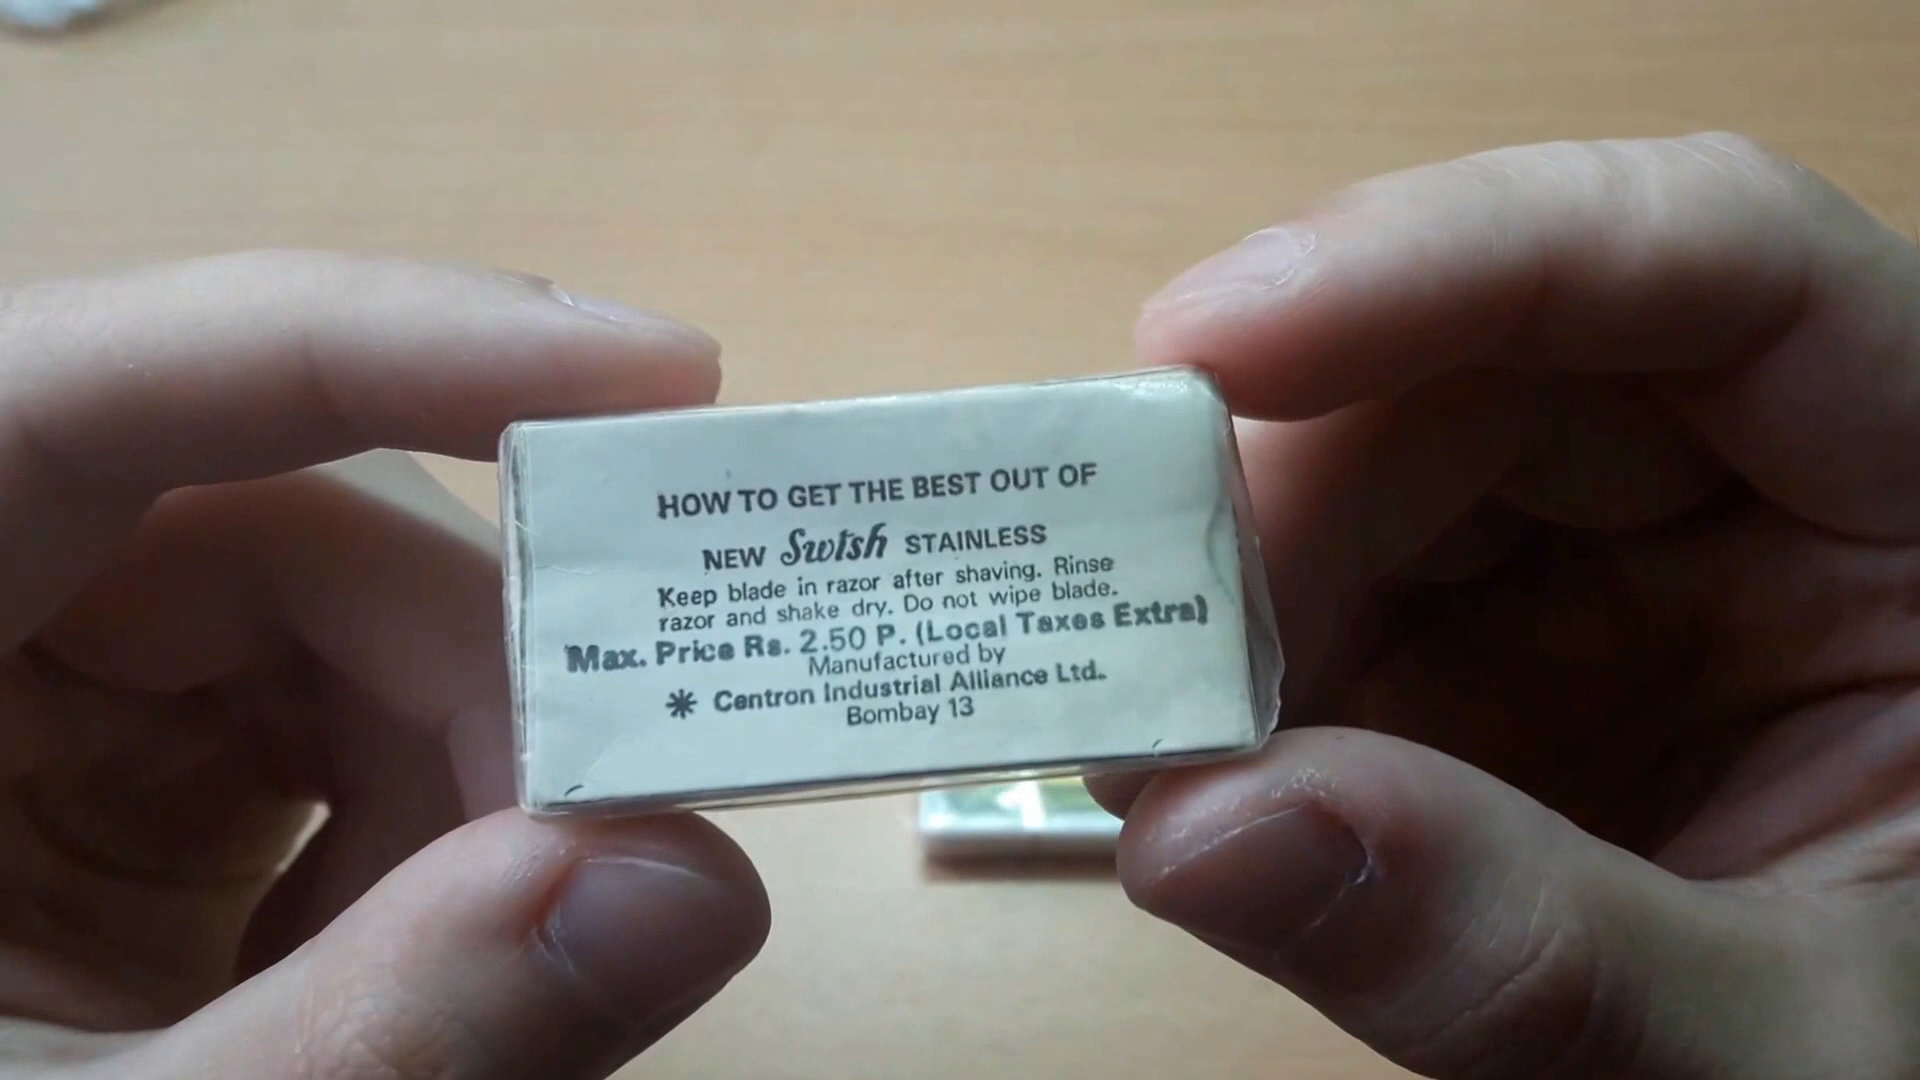 HOW TO GET THE BEST OUT OF
NEW Swish STAINLESS
Keep blade in razor after shaving. Rinse
razor and shake dry. Do not wipe blade.
Max. Price Rs. 2.50 P. (Local Taxes Extra)
Manufactured by
Centron Industrial Alliance Ltd.
Bombay 13